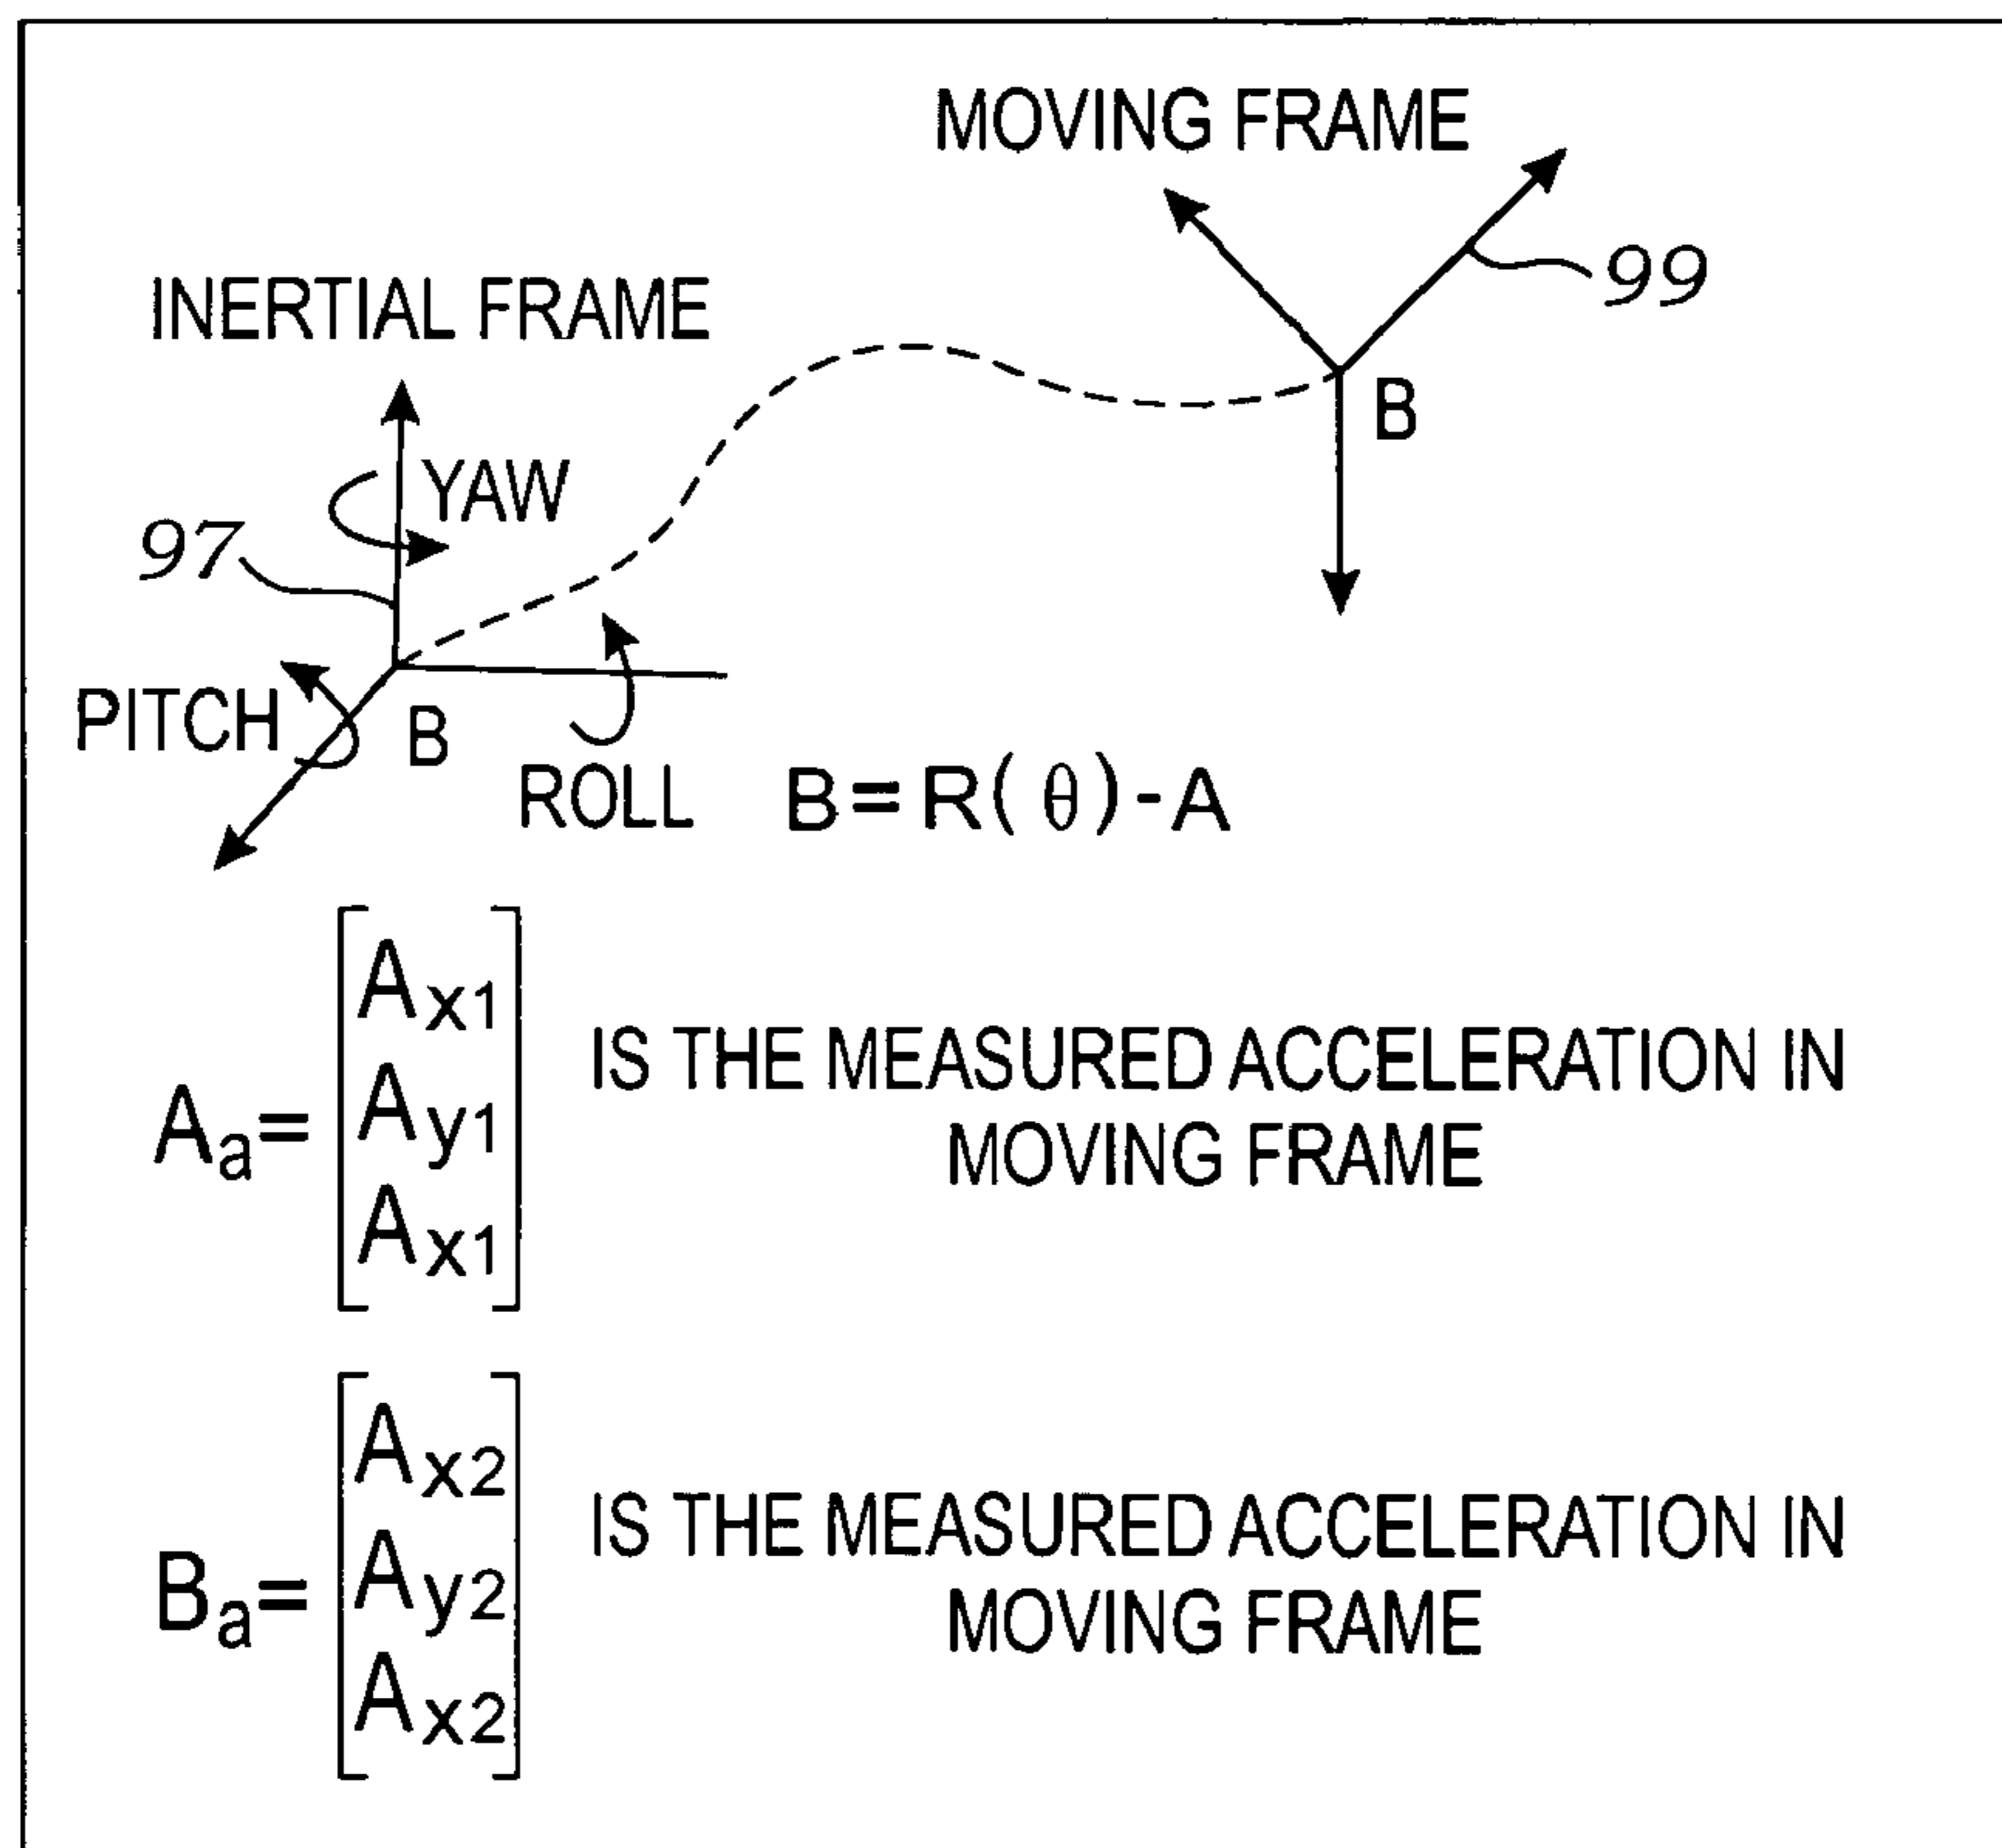 MOVING FRAME
99
INERTIAL FRAME
B
YAW
97
PITCH
B
ROLL
B=R(θ)-A
Aa= [Ax1 Ay1 Ax1] IS THE MEASURED ACCELERATION IN
MOVING FRAME
Ba= [Ax2 Ay2 Ax2] IS THE MEASURED ACCELERATION IN
MOVING FRAME